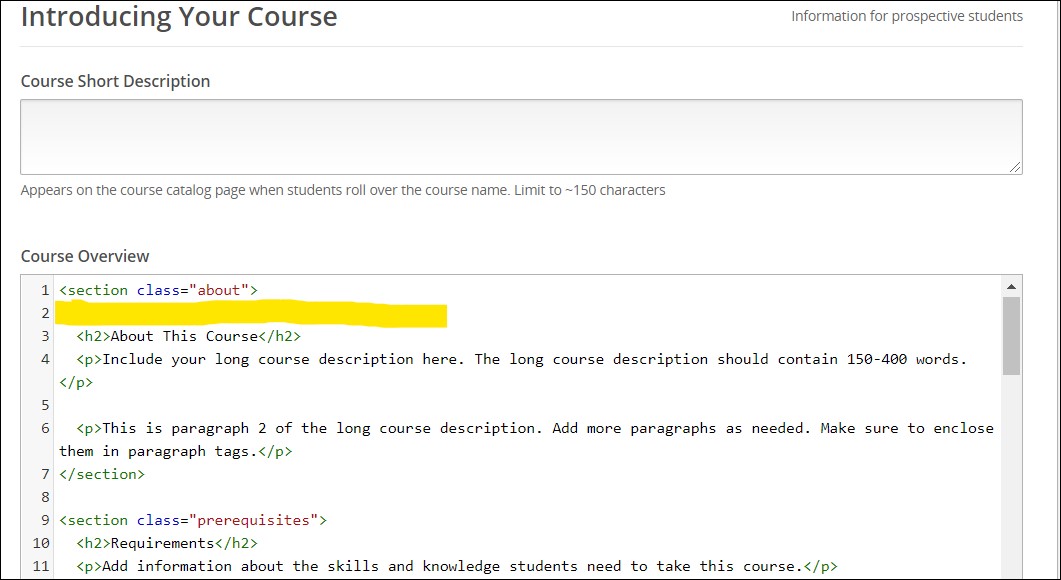 Introducing Your Course
Information for prospective students
Course Short Description
Appears on the course catalog page when students roll over the course name. Limit to ~150 characters
Course Overview
1 <section class="about">
2
3 <h2>About This Course</h2>
4 <p>Include your long course description here. The long course description should contain 150-400 words.
</p>
5
6 <p>This is paragraph 2 of the long course description. Add more paragraphs as needed. Make sure to enclose
them in paragraph tags.</p>
7 </section>
8
9 <section class="prerequisites">
10 <h2>Requirements</h2>
11 <p>Add information about the skills and knowledge students need to take this course.</p>